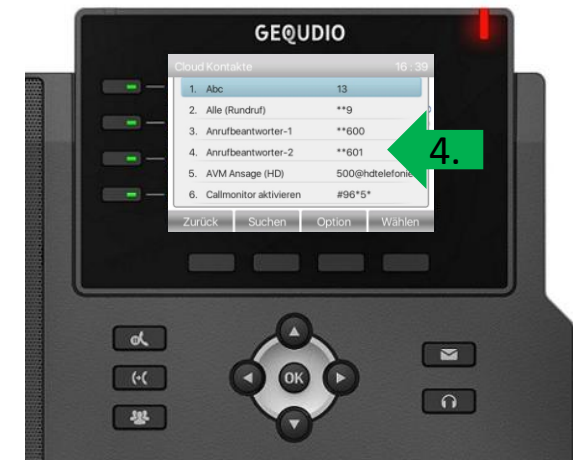 GEQUDIO
Cloud Kontakte 16:39
1. Abc 13
2. Alle (Rundruf) **9
3. Anrufbeantworter-1 **600
4. Anrufbeantworter-2 **601
4.
5. AVM Ansage (HD) 500@hdtelefonie
6. Callmonitor aktivieren #96*5*
Zurück Suchen Option Wählen
OK